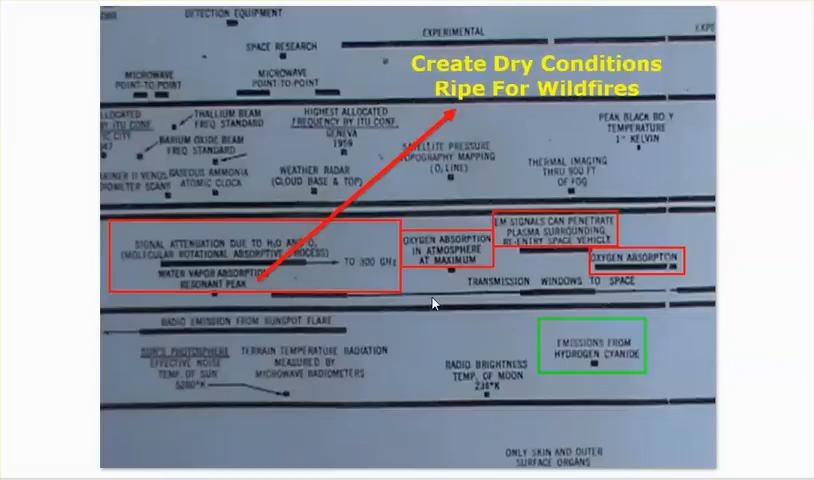 DETECTION EQUIPMENT
EXPERIMENTAL
SPACE RESEARCH
Create Dry Conditions
Ripe For Wildfires
MICROWAVE
POINT-TO-POINT
MICROWAVE
POINT-TO-POINT
THALLIUM BEAM
FREQ STANDARD
BARIUM OXIDE BEAM
FREQ STANDARD
GASEOUS AMMONIA
ATOMIC CLOCK
HIGHEST ALLOCATED
FREQUENCY BY ITU CONF.
GENEVA
1959
WEATHER RADAR
(CLOUD BASE & TOP)
SATELLITE PRESSURE
TOPOGRAPHY MAPPING
(O₂ LINE)
THERMAL IMAGING
THRU 900 FT
OF FOG
PEAK BLACK BODY
TEMPERATURE
1° KELVIN
SIGNAL ATTENUATION DUE TO H₂O AND O₂
(MOLECULAR ROTATIONAL ABSORPTIVE PROCESS)
TO 300 GHz
WATER VAPOR ABSORPTION
RESONANT PEAK
OXYGEN ABSORPTION
IN ATMOSPHERE
AT MAXIMUM
EM SIGNALS CAN PENETRATE
PLASMA SURROUNDING
RE-ENTRY SPACE VEHICLE
OXYGEN ABSORPTION
TRANSMISSION WINDOWS TO SPACE
RADIO EMISSION FROM SUNSPOT FLARE
SUN'S PHOTOSPHERE
EFFECTIVE NOISE
TEMP. OF SUN
TERRAIN TEMPERATURE RADIATION
MEASURED BY
MICROWAVE RADIOMETERS
RADIO BRIGHTNESS
TEMP. OF MOON
238°K
EMISSIONS FROM
HYDROGEN CYANIDE
ONLY SKIN AND OUTER
SURFACE ORGANS